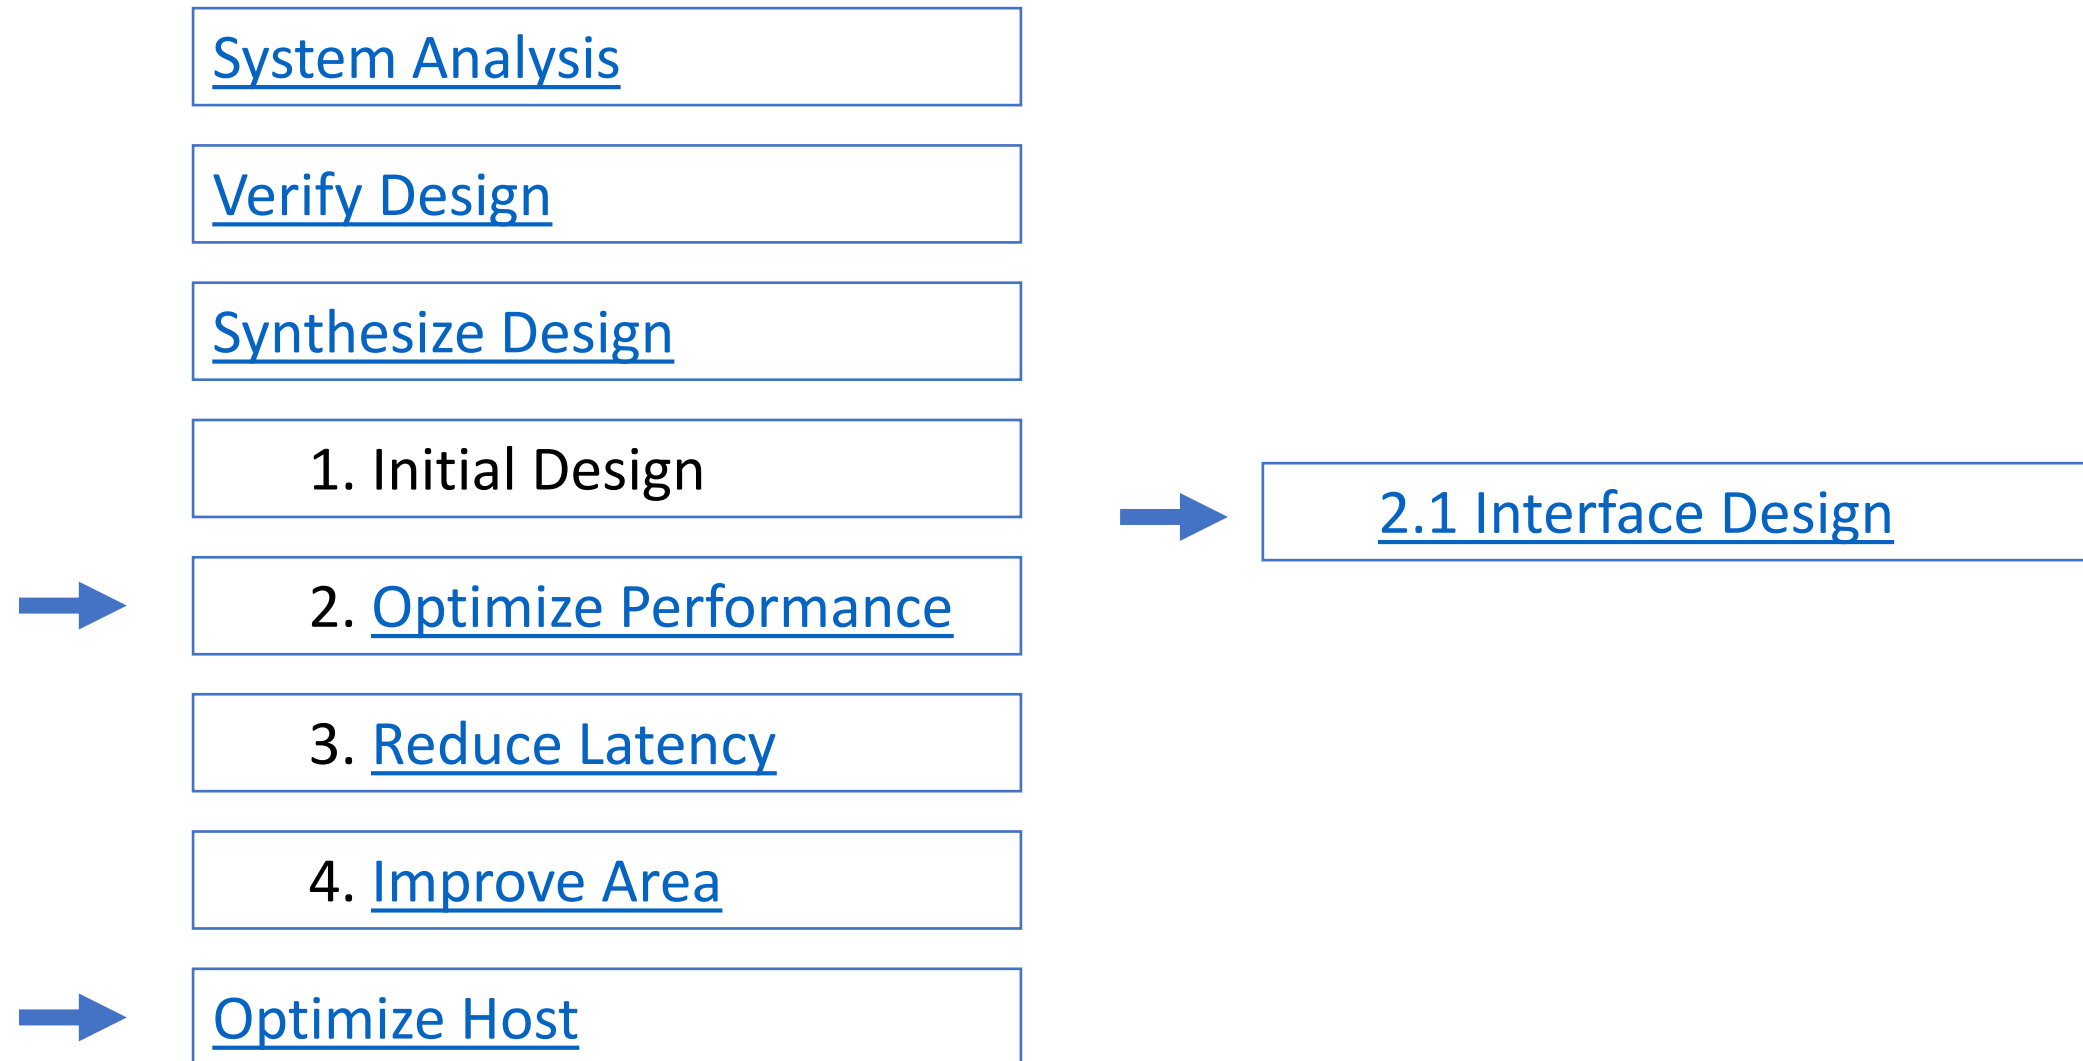 System Analysis
Verify Design
Synthesize Design
1. Initial Design
2. Optimize Performance
3. Reduce Latency
4. Improve Area
Optimize Host
2.1 Interface Design